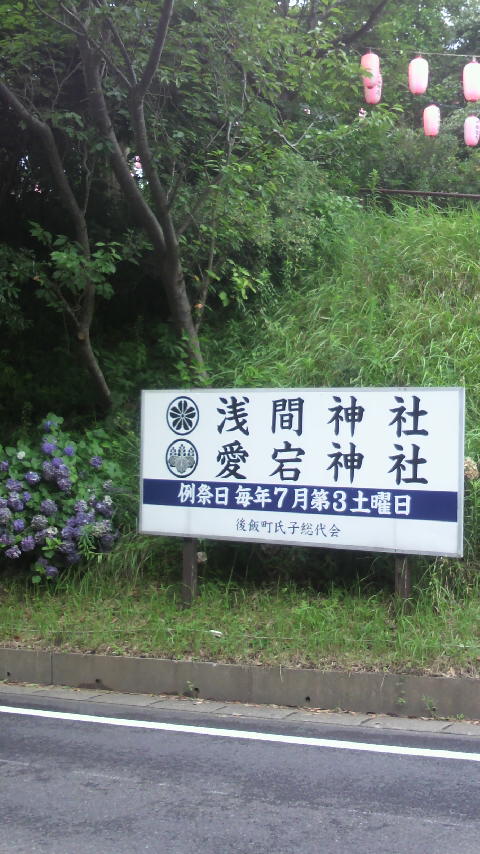 浅間神社
愛宕神社
例祭日 毎年7月第3土曜日
後飯町氏子総代会